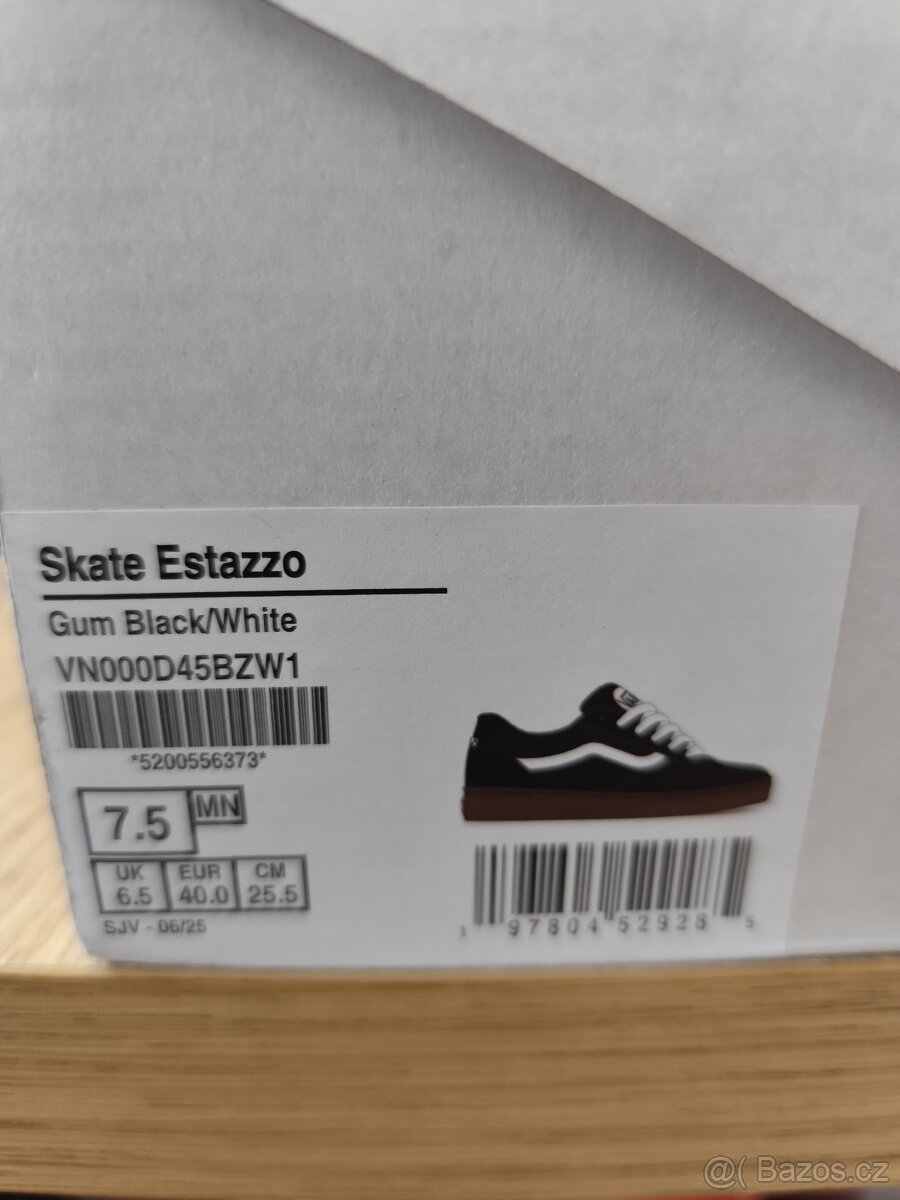 Skate Estazzo
Gum Black/White
VN000D45BZW1
*5200556373*
7.5 MN
UK EUR CM
6.5 40.0 25.5
SJV - 06/25
1 97804 52928 5
@( Bazos.cz